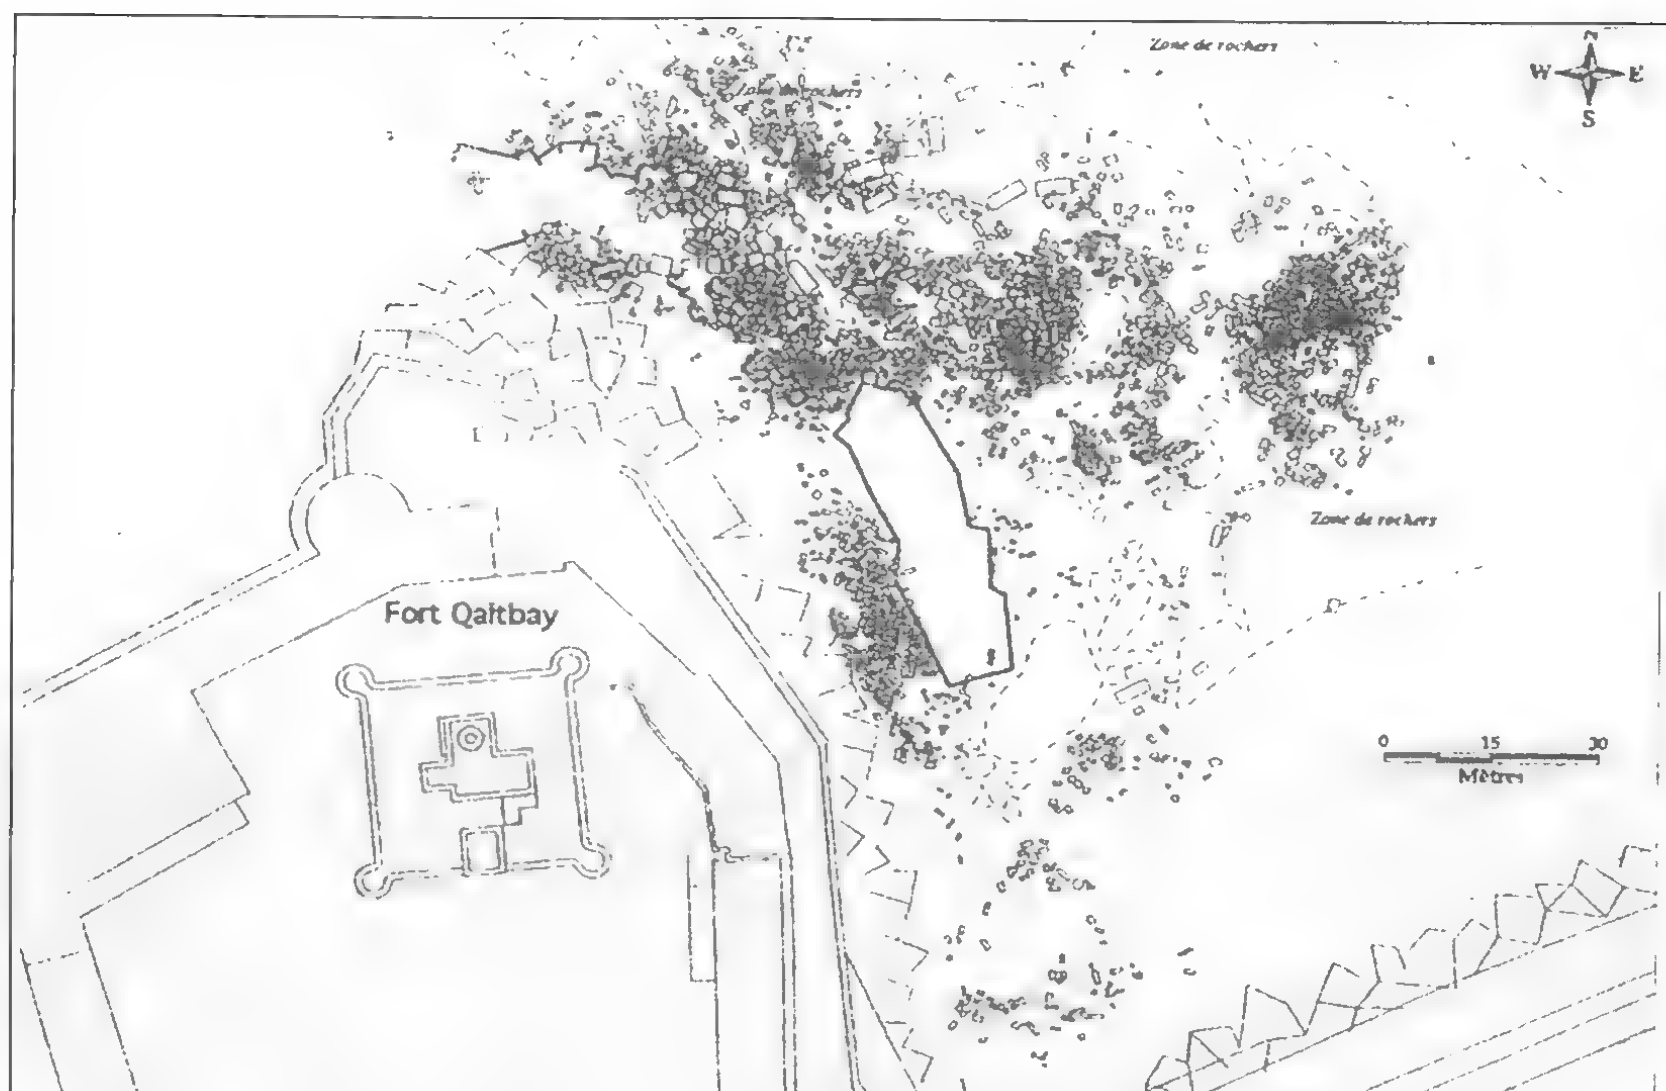 Zone de rochers
N
W E
S
Zone de rochers
Zone de rochers
Fort Qaitbay
0 15 30
Mètres